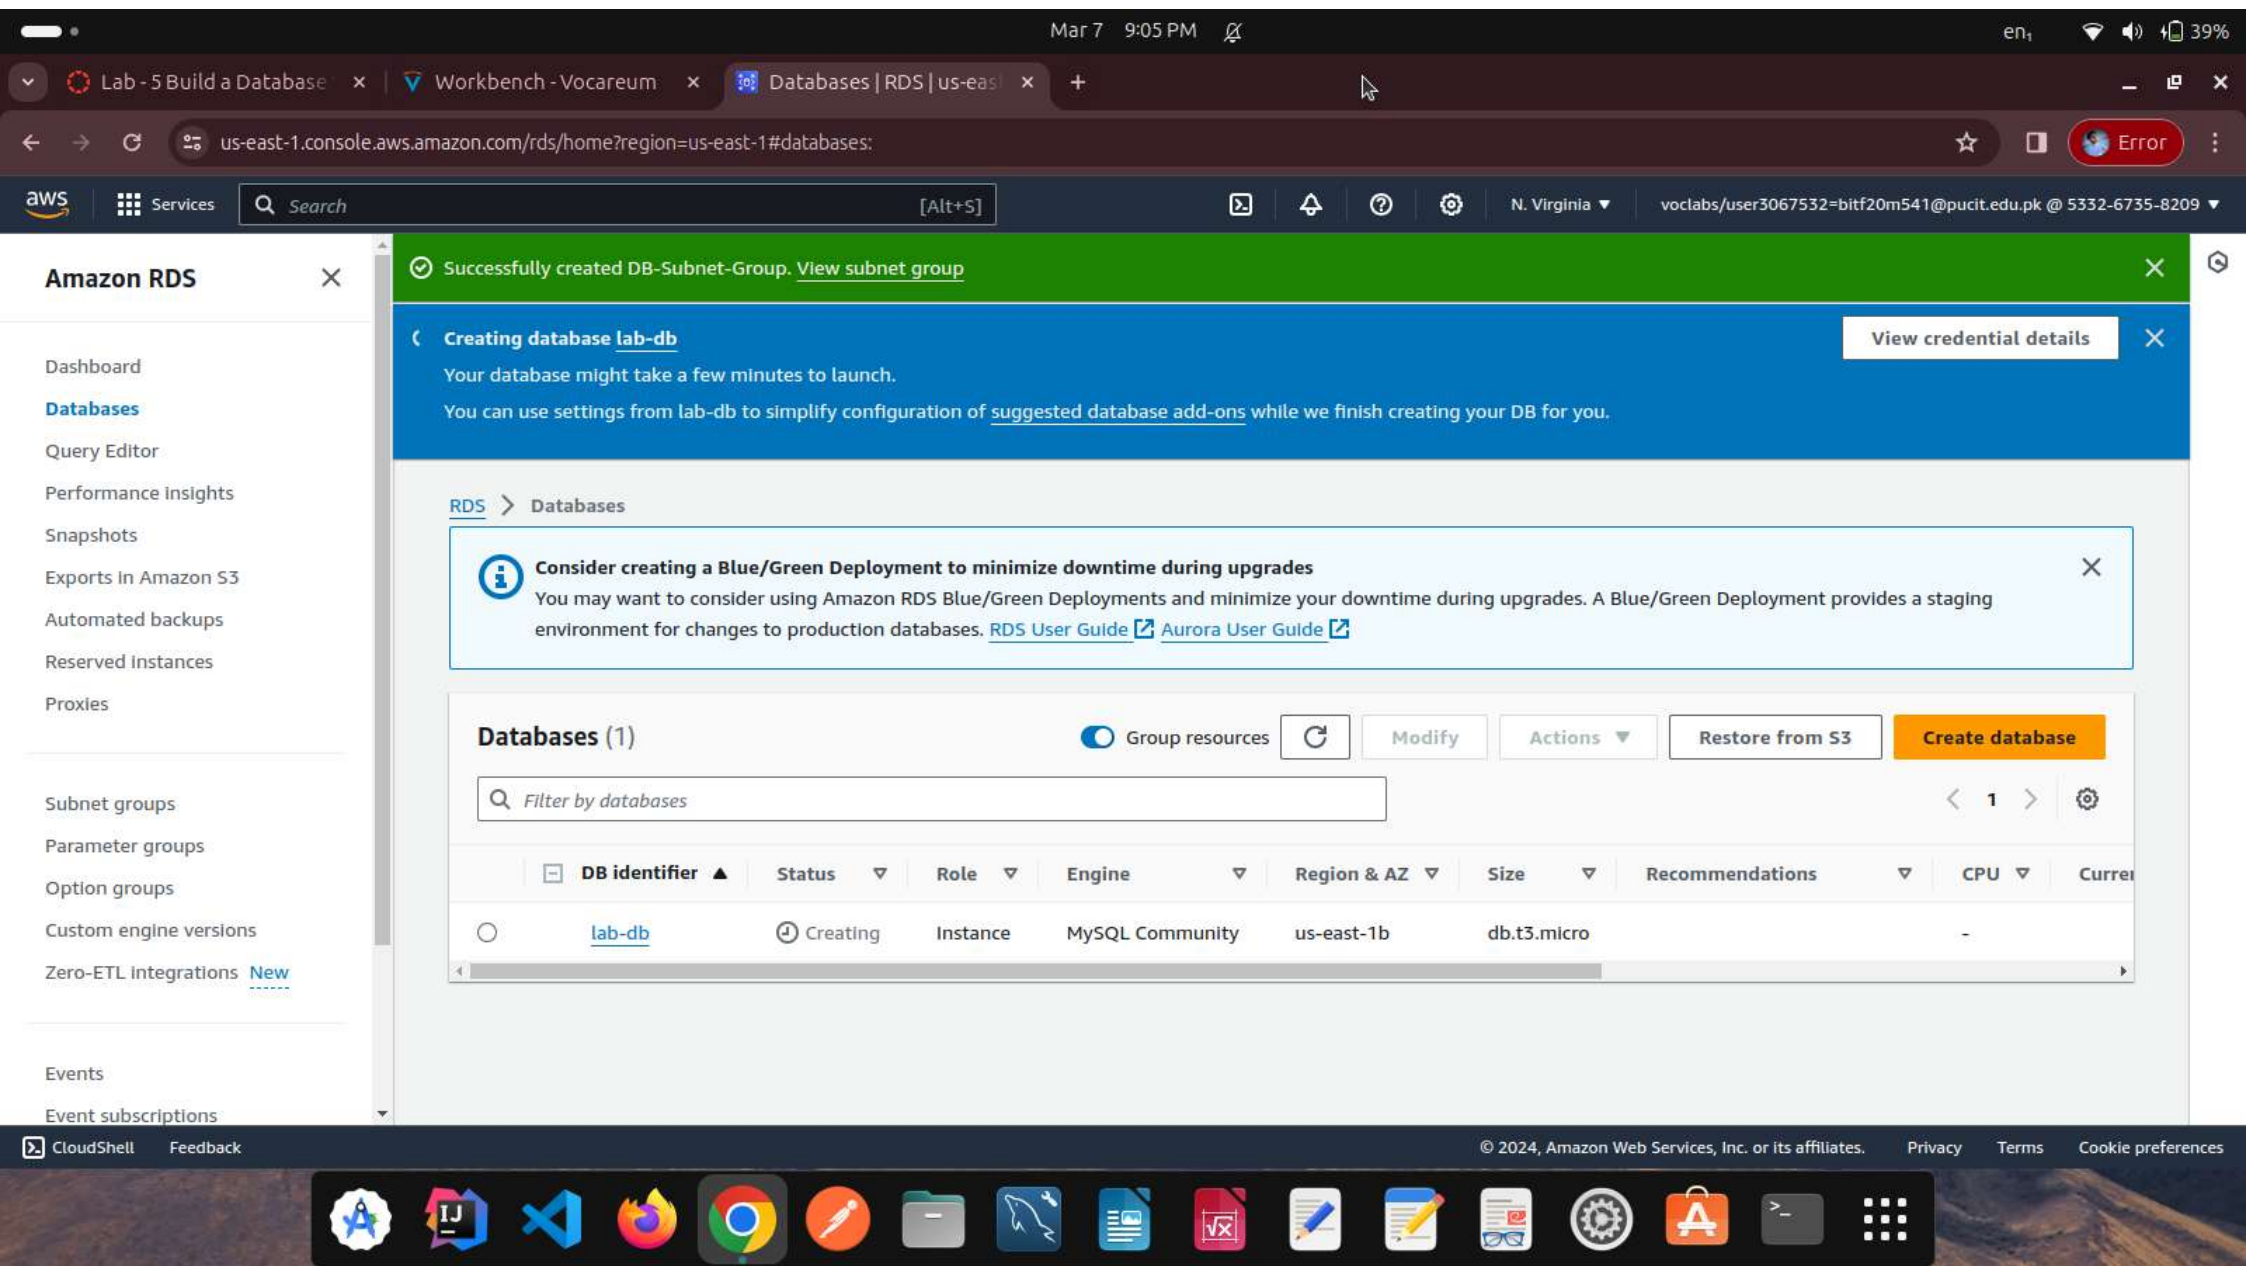 Mar 7 9:05 PM
en₁ 39%
Lab - 5 Build a Database
Workbench - Vocareum
Databases | RDS | us-eas
us-east-1.console.aws.amazon.com/rds/home?region=us-east-1#databases:
Error
aws Services Search [Alt+S] N. Virginia ▼ voclabs/user3067532=bitf20m541@pucit.edu.pk @ 5332-6735-8209 ▼
Amazon RDS
Dashboard
Databases
Query Editor
Performance insights
Snapshots
Exports in Amazon S3
Automated backups
Reserved instances
Proxies
Subnet groups
Parameter groups
Option groups
Custom engine versions
Zero-ETL integrations New
Events
Event subscriptions
Successfully created DB-Subnet-Group. View subnet group
Creating database lab-db
View credential details
Your database might take a few minutes to launch.
You can use settings from lab-db to simplify configuration of suggested database add-ons while we finish creating your DB for you.
RDS > Databases
Consider creating a Blue/Green Deployment to minimize downtime during upgrades
You may want to consider using Amazon RDS Blue/Green Deployments and minimize your downtime during upgrades. A Blue/Green Deployment provides a staging
environment for changes to production databases. RDS User Guide Aurora User Guide
Databases (1) Group resources Modify Actions ▼ Restore from S3 Create database
Filter by databases
1
DB identifier Status Role Engine Region & AZ Size Recommendations CPU Currer
lab-db Creating Instance MySQL Community us-east-1b db.t3.micro -
CloudShell Feedback © 2024, Amazon Web Services, Inc. or its affiliates. Privacy Terms Cookie preferences
IJ